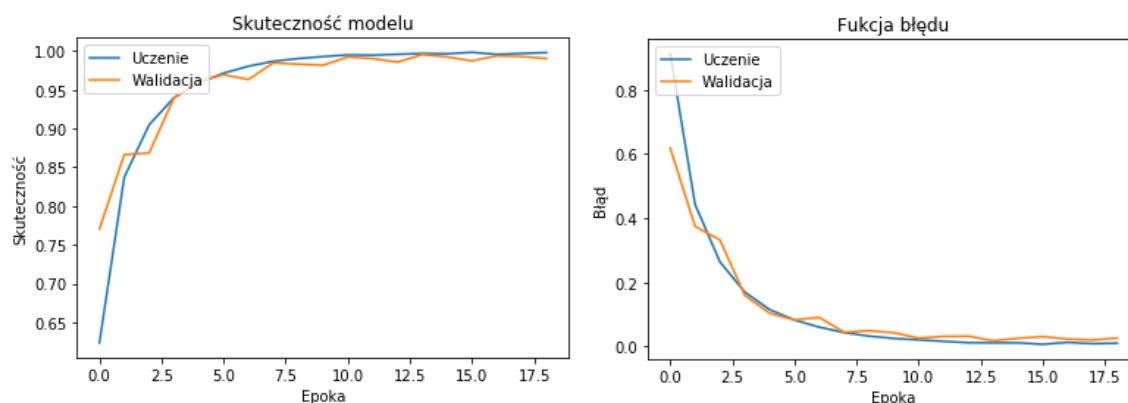 Skuteczność modelu
Uczenie
Walidacja
1.00
0.95
0.90
0.85
0.80
0.75
0.70
0.65
Skuteczność
0.0 2.5 5.0 7.5 10.0 12.5 15.0 17.5
Epoka
Fukcja błędu
Uczenie
Walidacja
0.8
0.6
0.4
0.2
0.0
Błąd
0.0 2.5 5.0 7.5 10.0 12.5 15.0 17.5
Epoka